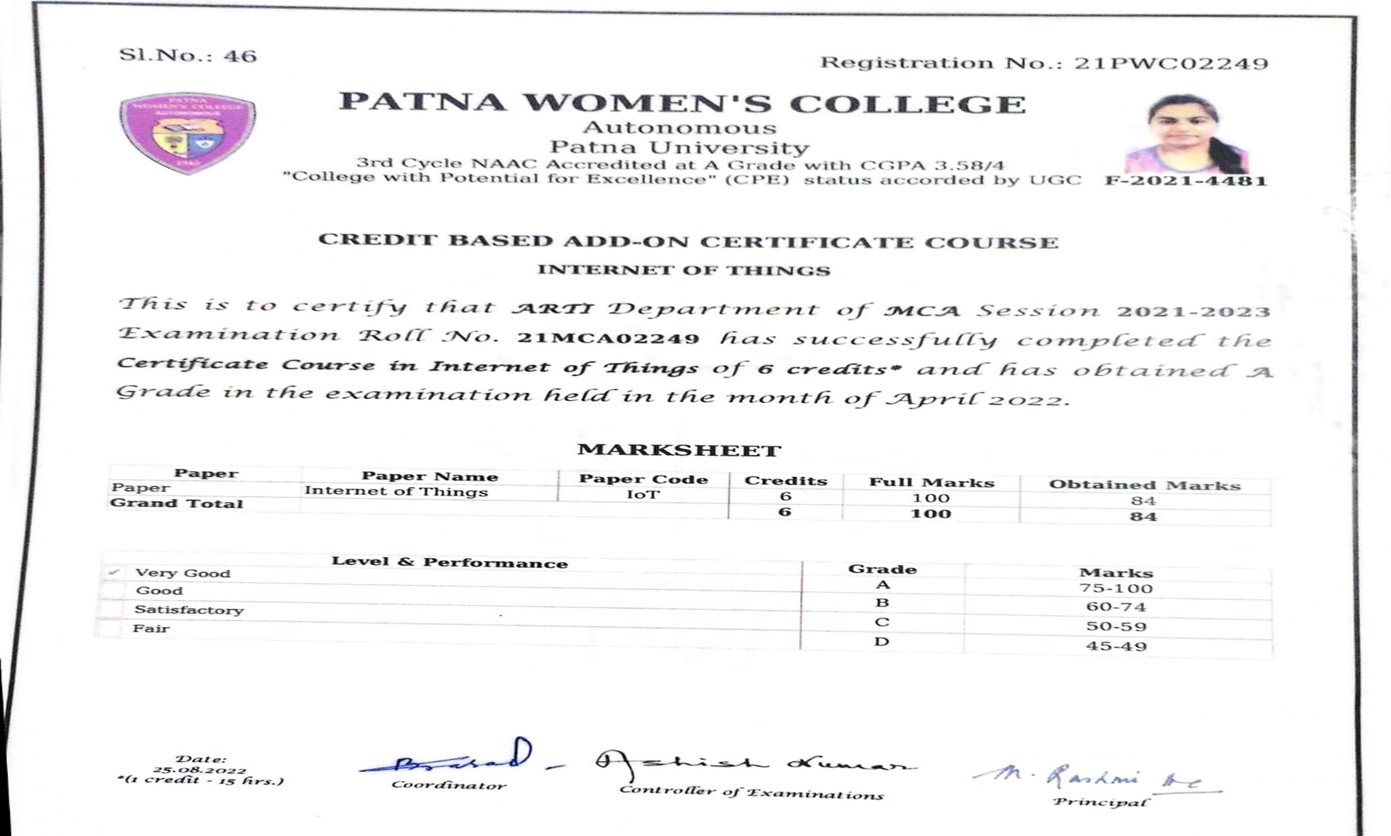 Sl.No.: 46
Registration No.: 21PWC02249
PATNA
WOMEN'S COLLEGE
AUTONOMOUS
1940
PATNA WOMEN'S COLLEGE
Autonomous
Patna University
3rd Cycle NAAC Accredited at A Grade with CGPA 3.58/4
"College with Potential for Excellence" (CPE) status accorded by UGC
F-2021-4481
CREDIT BASED ADD-ON CERTIFICATE COURSE
INTERNET OF THINGS
This is to certify that ARTI Department of MCA Session 2021-2023
Examination Roll No. 21MCA02249 has successfully completed the
Certificate Course in Internet of Things of 6 credits* and has obtained A
Grade in the examination held in the month of April 2022.
MARKSHEET
Paper Paper Name Paper Code Credits Full Marks Obtained Marks
Paper Internet of Things IoT 6 100 84
Grand Total 6 100 84
Level & Performance Grade Marks
✓ Very Good A 75-100
Good B 60-74
Satisfactory C 50-59
Fair D 45-49
Date:
25.08.2022
*(1 credit - 15 hrs.)
Prasad
Coordinator
Ashish Kumar
Controller of Examinations
M. Rashmi AC
Principal